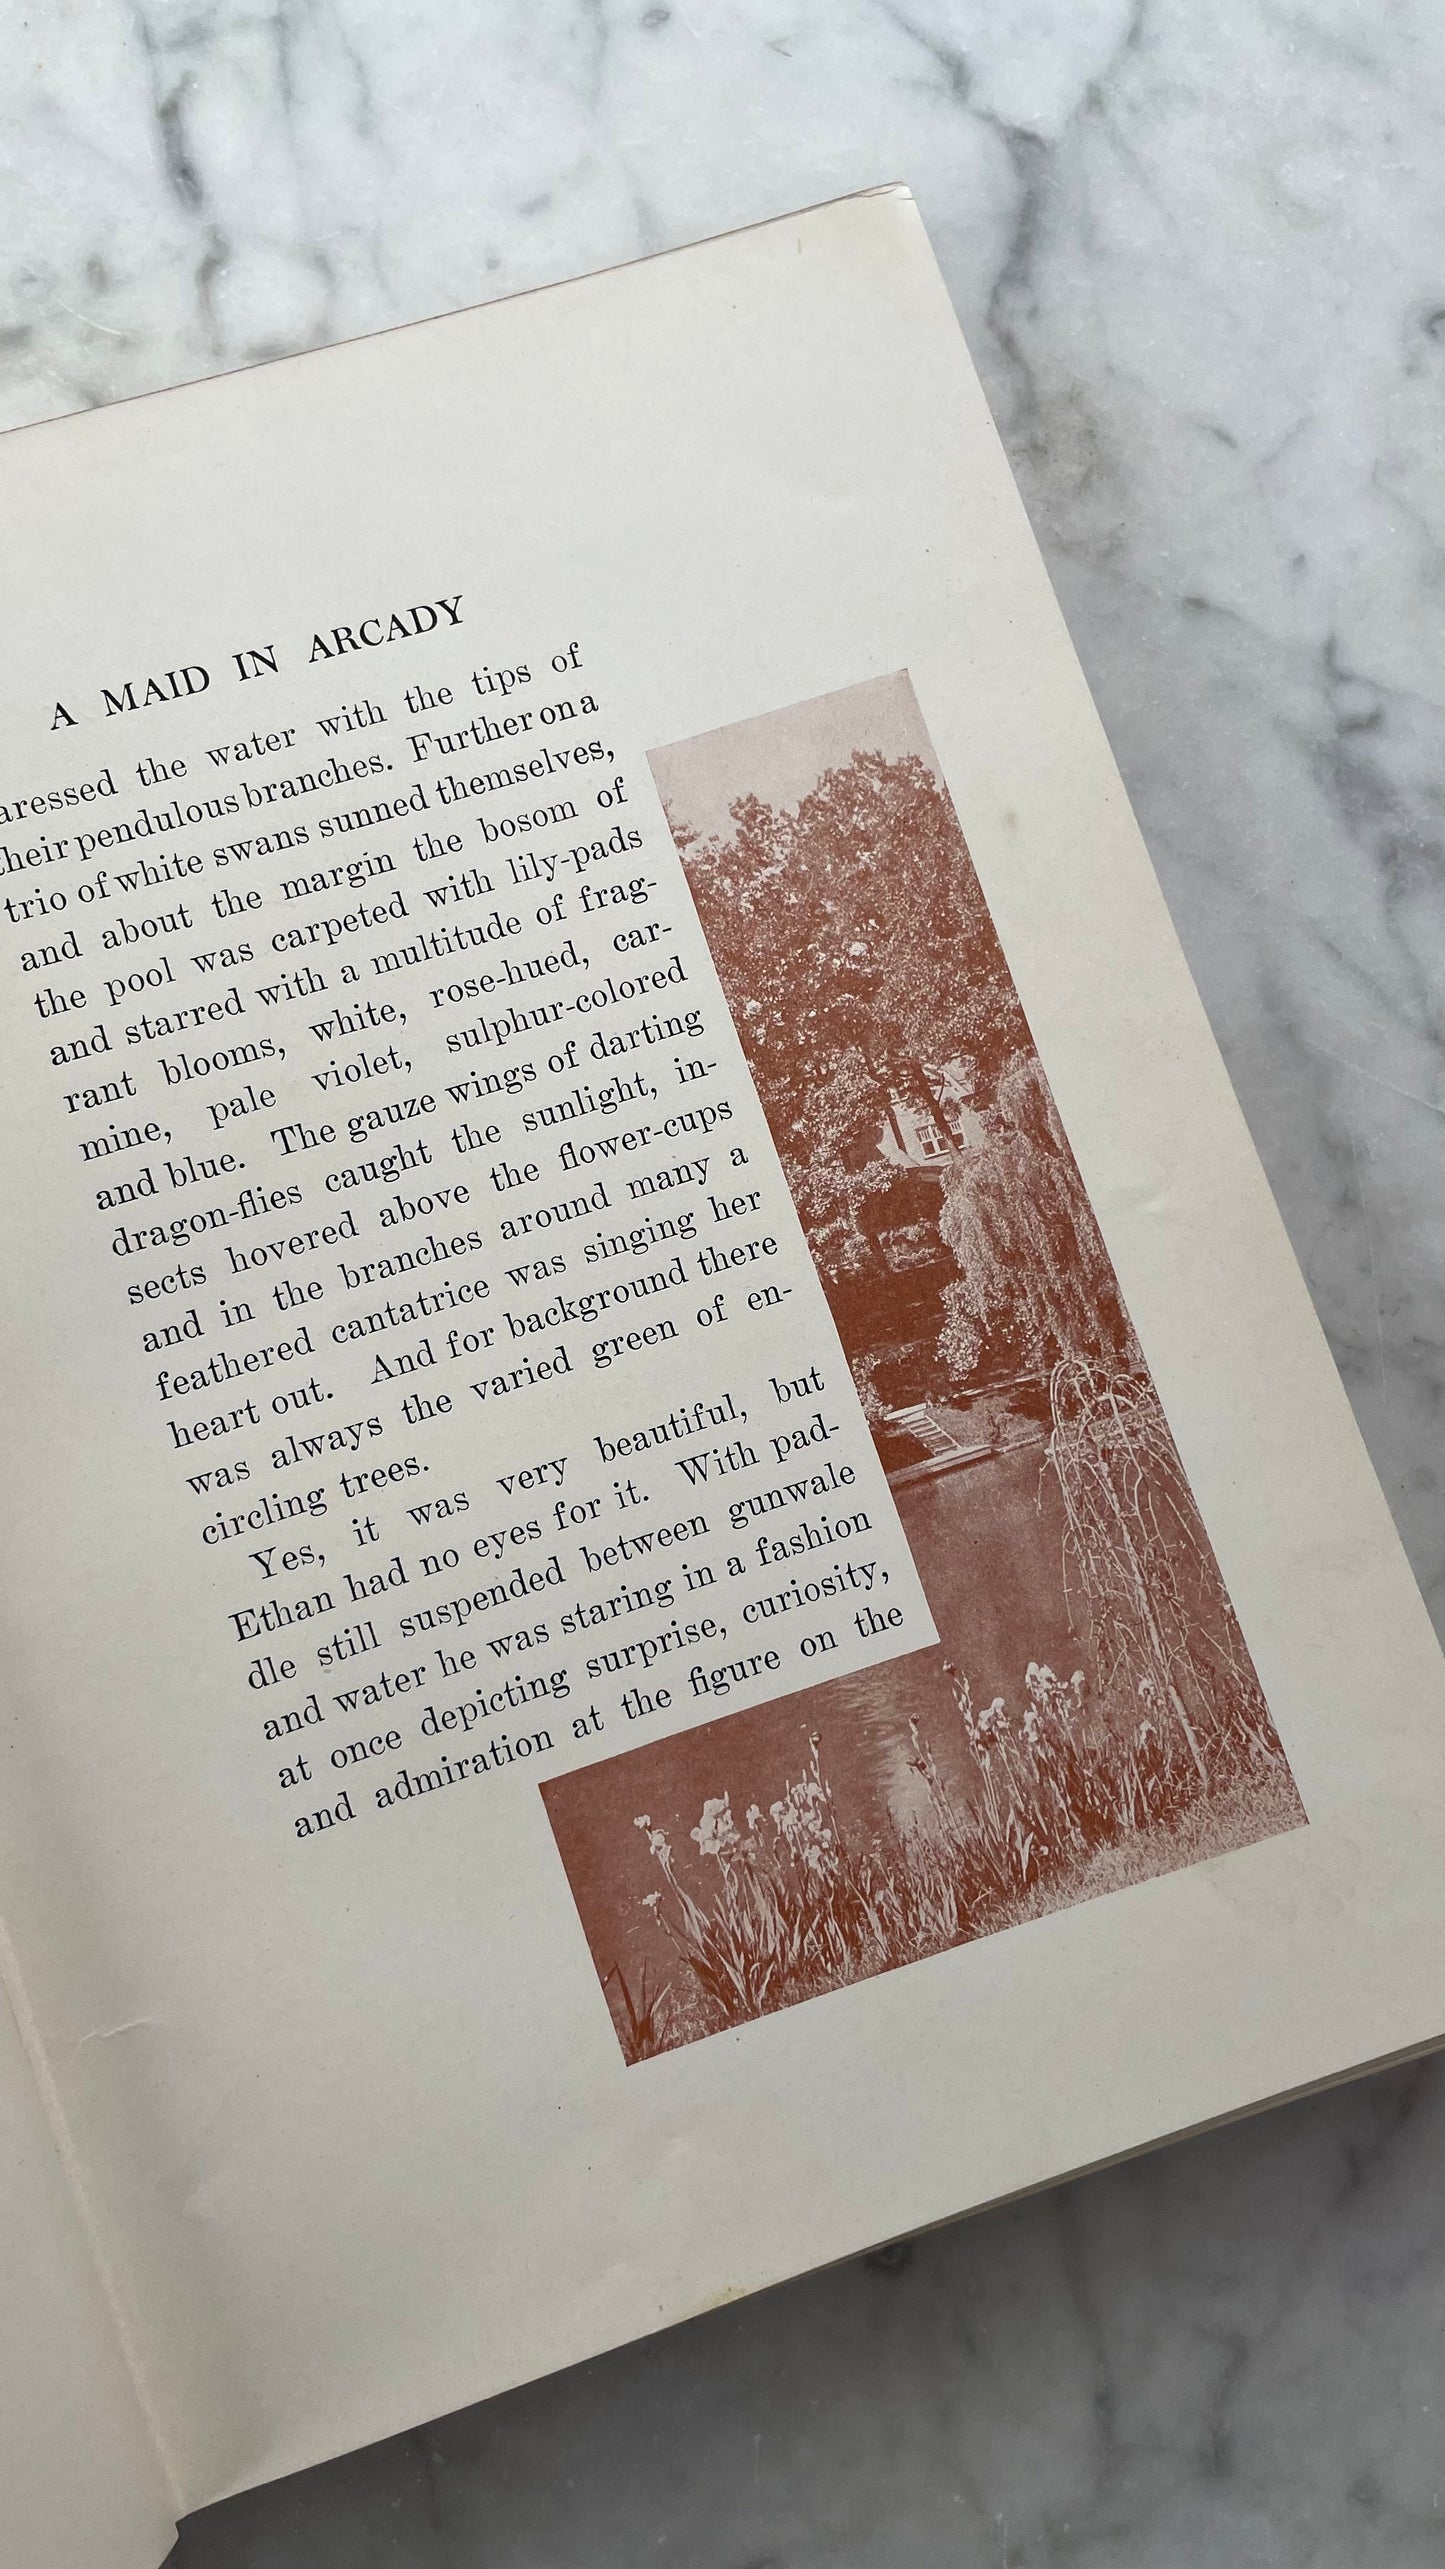 A MAID IN ARCADY
aressed the water with the tips of
their pendulous branches. Further on a
trio of white swans sunned themselves,
and about the margin the bosom of
the pool was carpeted with lily-pads
and starred with a multitude of frag-
rant blooms, white, rose-hued, car-
mine, pale violet, sulphur-colored
and blue. The gauze wings of darting
dragon-flies caught the sunlight, in-
sects hovered above the flower-cups
and in the branches around many a
feathered cantatrice was singing her
heart out. And for background there
was always the varied green of en-
circling trees.
Yes, it was very beautiful, but
Ethan had no eyes for it. With pad-
dle still suspended between gunwale
and water he was staring in a fashion
at once depicting surprise, curiosity,
and admiration at the figure on the